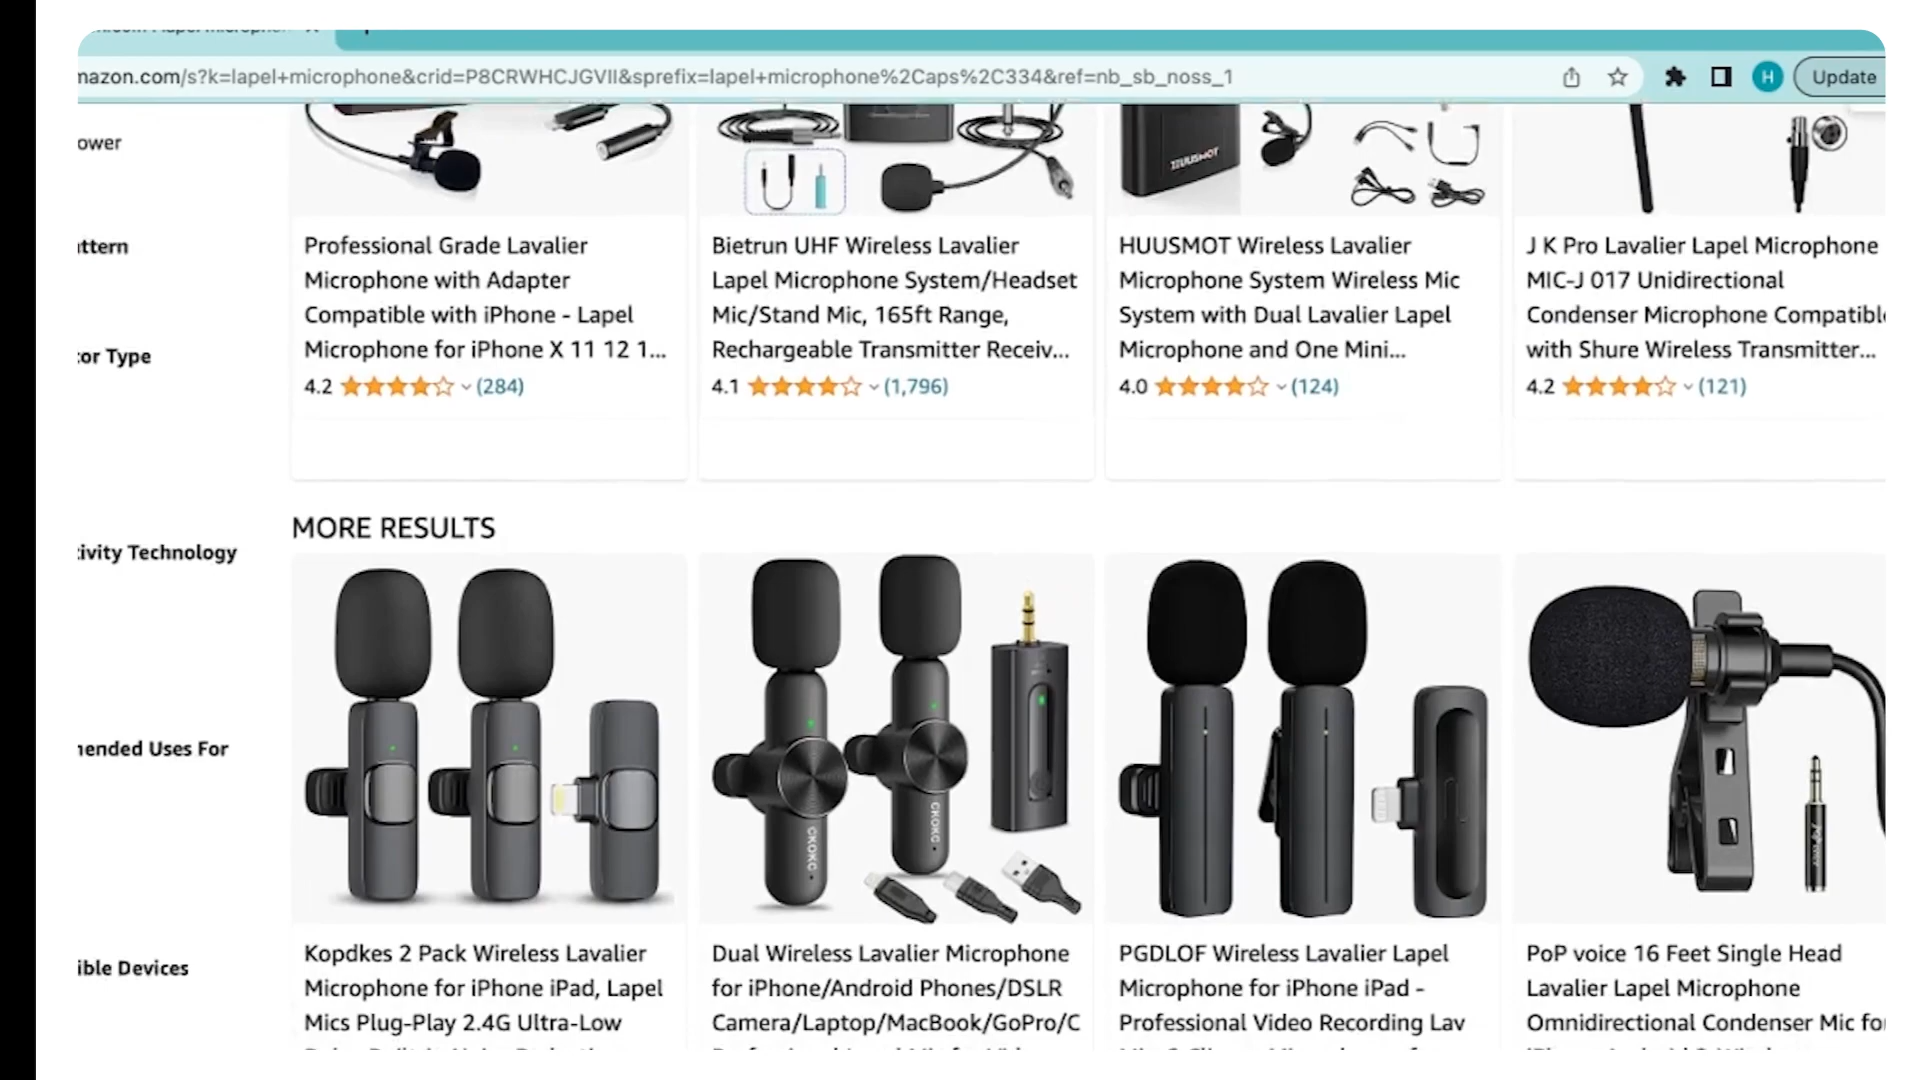 mazon.com/s?k=lapel+microphone&crid=P8CRWHCJGVII&sprefix=lapel+microphone%2Caps%2C334&ref=nb_sb_noss_1
H
Update
ower
ttern
or Type
ivity Technology
ended Uses For
ible Devices
HUUSMOT
Professional Grade Lavalier
Microphone with Adapter
Compatible with iPhone - Lapel
Microphone for iPhone X 11 12 1...
4.2 (284)
Bietrun UHF Wireless Lavalier
Lapel Microphone System/Headset
Mic/Stand Mic, 165ft Range,
Rechargeable Transmitter Receiv...
4.1 (1,796)
HUUSMOT Wireless Lavalier
Microphone System Wireless Mic
System with Dual Lavalier Lapel
Microphone and One Mini...
4.0 (124)
J K Pro Lavalier Lapel Microphone
MIC-J 017 Unidirectional
Condenser Microphone Compatible
with Shure Wireless Transmitter...
4.2 (121)
MORE RESULTS
CKOKC
CKOKC
Kopdkes 2 Pack Wireless Lavalier
Microphone for iPhone iPad, Lapel
Mics Plug-Play 2.4G Ultra-Low
Dual Wireless Lavalier Microphone
for iPhone/Android Phones/DSLR
Camera/Laptop/MacBook/GoPro/C
PGDLOF Wireless Lavalier Lapel
Microphone for iPhone iPad -
Professional Video Recording Lav
PoP voice 16 Feet Single Head
Lavalier Lapel Microphone
Omnidirectional Condenser Mic for